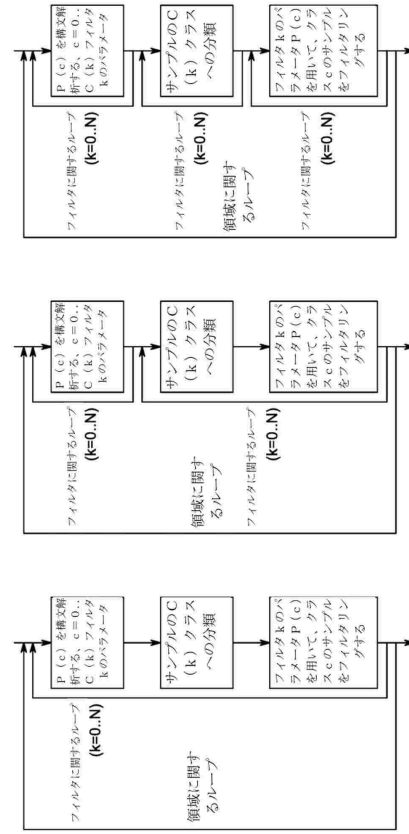 P (c) を構文解
析する、c = 0..
C (k) フィルタ
kのパラメータ
フィルタに関するループ
(k=0..N)
サンプルのC
(k) クラス
への分類
領域に関す
るループ
フィルタkのパ
ラメータP (c)
を用いて、クラ
スcのサンプル
をフィルタリン
グする
P (c) を構文解
析する、c = 0..
C (k) フィルタ
kのパラメータ
フィルタに関するループ
(k=0..N)
サンプルのC
(k) クラス
への分類
領域に関す
るループ
フィルタに関するループ
(k=0..N)
フィルタkのパ
ラメータP (c)
を用いて、クラ
スcのサンプル
をフィルタリン
グする
P (c) を構文解
析する、c = 0..
C (k) フィルタ
kのパラメータ
フィルタに関するループ
(k=0..N)
サンプルのC
(k) クラス
への分類
フィルタに関するループ
(k=0..N)
領域に関す
るループ
フィルタkのパ
ラメータP (c)
を用いて、クラ
スcのサンプル
をフィルタリン
グする
フィルタに関するループ
(k=0..N)